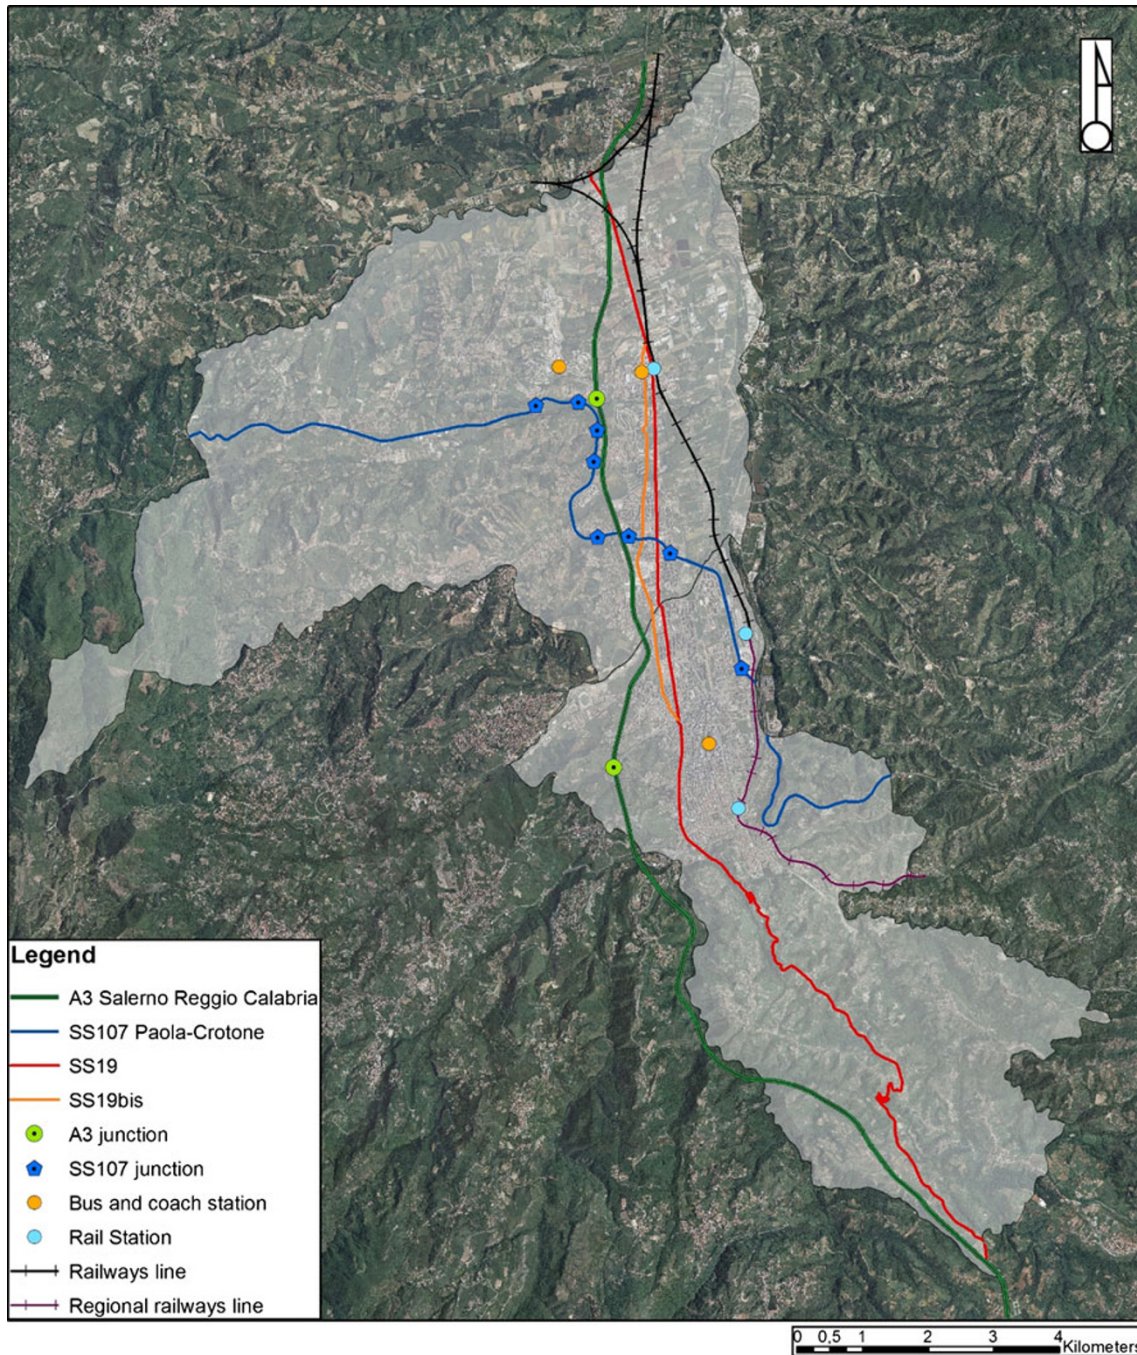 Legend
A3 Salerno Reggio Calabria
SS107 Paola-Crotone
SS19
SS19bis
A3 junction
SS107 junction
Bus and coach station
Rail Station
Railways line
Regional railways line
0 0,5 1 2 3 4
Kilometers